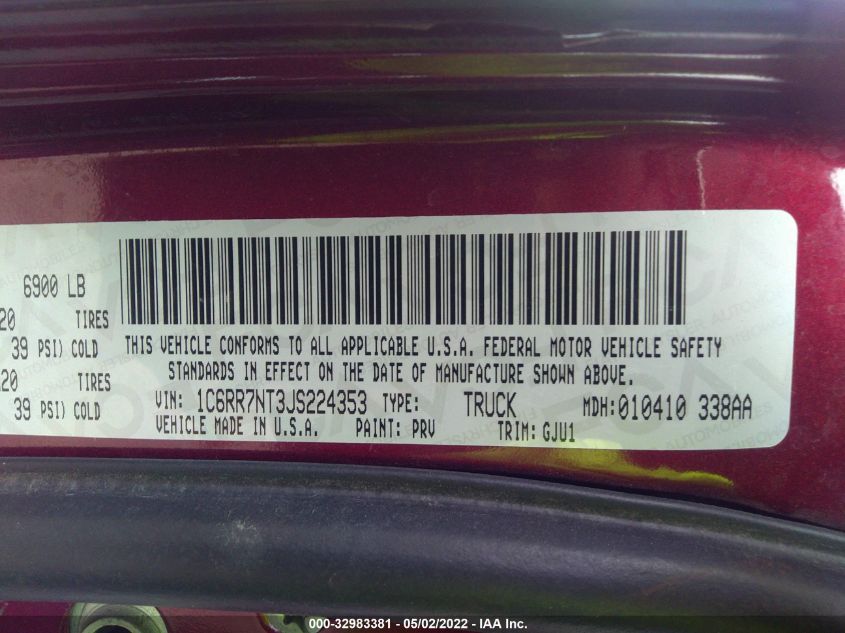 6900 LB
20 TIRES
39 PSI) COLD
20 TIRES
39 PSI) COLD
THIS VEHICLE CONFORMS TO ALL APPLICABLE U.S.A. FEDERAL MOTOR VEHICLE SAFETY
STANDARDS IN EFFECT ON THE DATE OF MANUFACTURE SHOWN ABOVE.
VIN: 1C6RR7NT3JS224353 TYPE: TRUCK MDH:010410 338AA
VEHICLE MADE IN U.S.A. PAINT: PRV TRIM: GJU1
000-32983381 - 05/02/2022 - IAA Inc.